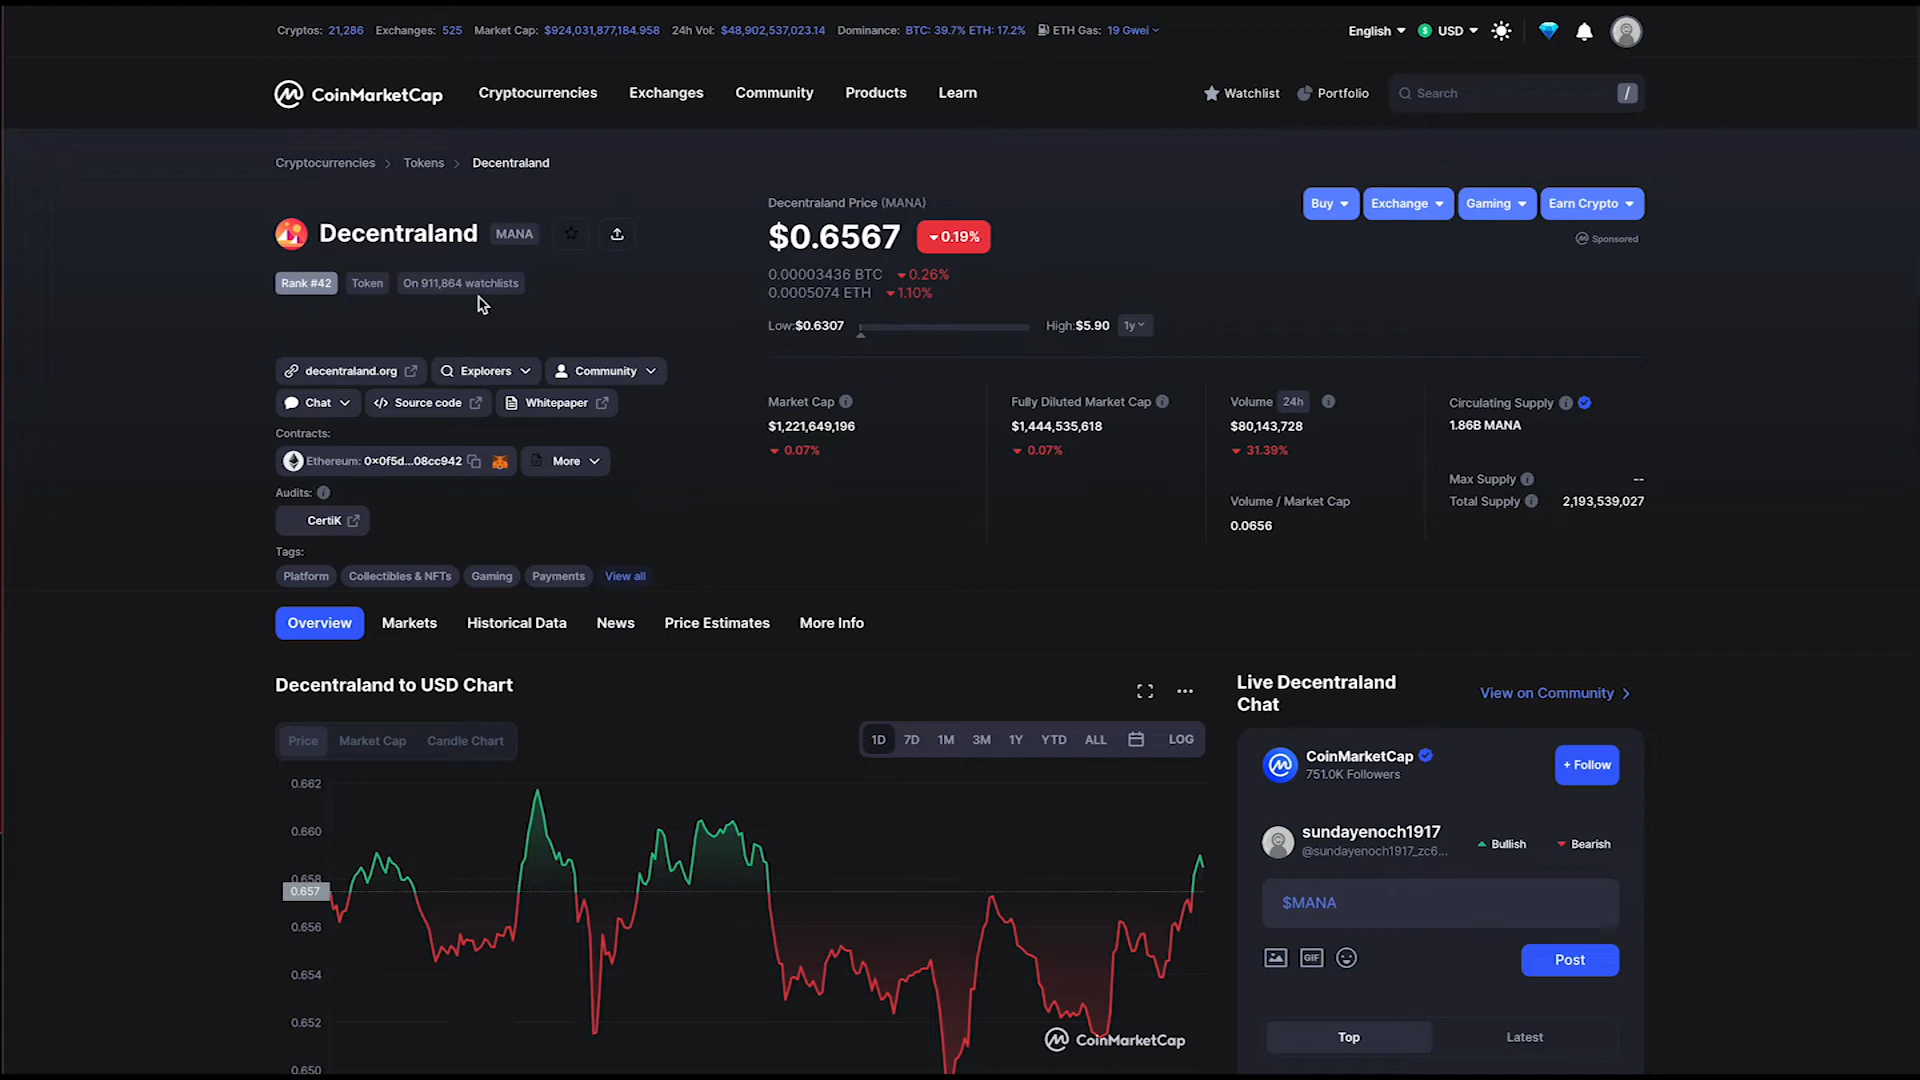 Cryptos: 21,286 Exchanges: 525 Market Cap: $924,031,877,184.958 24h Vol: $48,902,537,023.14 Dominance: BTC: 39.7% ETH: 17.2% ETH Gas: 19 Gwei
English USD
CoinMarketCap Cryptocurrencies Exchanges Community Products Learn
Watchlist Portfolio Search /
Cryptocurrencies > Tokens > Decentraland
Decentraland MANA
Rank #42 Token On 911,864 watchlists
Decentraland Price (MANA)
$0.6567 0.19%
0.00003436 BTC 0.26%
0.0005074 ETH 1.10%
Low:$0.6307 High:$5.90 1y
Buy Exchange Gaming Earn Crypto
Sponsored
decentraland.org Explorers Community
Chat Source code Whitepaper
Contracts:
Ethereum: 0x0f5d...08cc942 More
Audits:
CertiK
Tags:
Platform Collectibles & NFTs Gaming Payments View all
Market Cap
$1,221,649,196
0.07%
Fully Diluted Market Cap
$1,444,535,618
0.07%
Volume 24h
$80,143,728
31.39%
Volume / Market Cap
0.0656
Circulating Supply
1.86B MANA
Max Supply --
Total Supply 2,193,539,027
Overview Markets Historical Data News Price Estimates More Info
Decentraland to USD Chart
Price Market Cap Candle Chart
1D 7D 1M 3M 1Y YTD ALL LOG
0.662
0.660
0.658
0.657
0.656
0.654
0.652
0.650
CoinMarketCap
Live Decentraland
Chat
View on Community
CoinMarketCap
751.0K Followers
+ Follow
sundayenoch1917
@sundayenoch1917_zc6...
Bullish Bearish
$MANA
GIF
Post
Top Latest